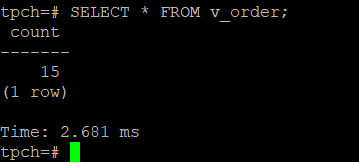 tpch=# SELECT * FROM v_order;
 count
-------
    15
(1 row)

Time: 2.681 ms
tpch=#